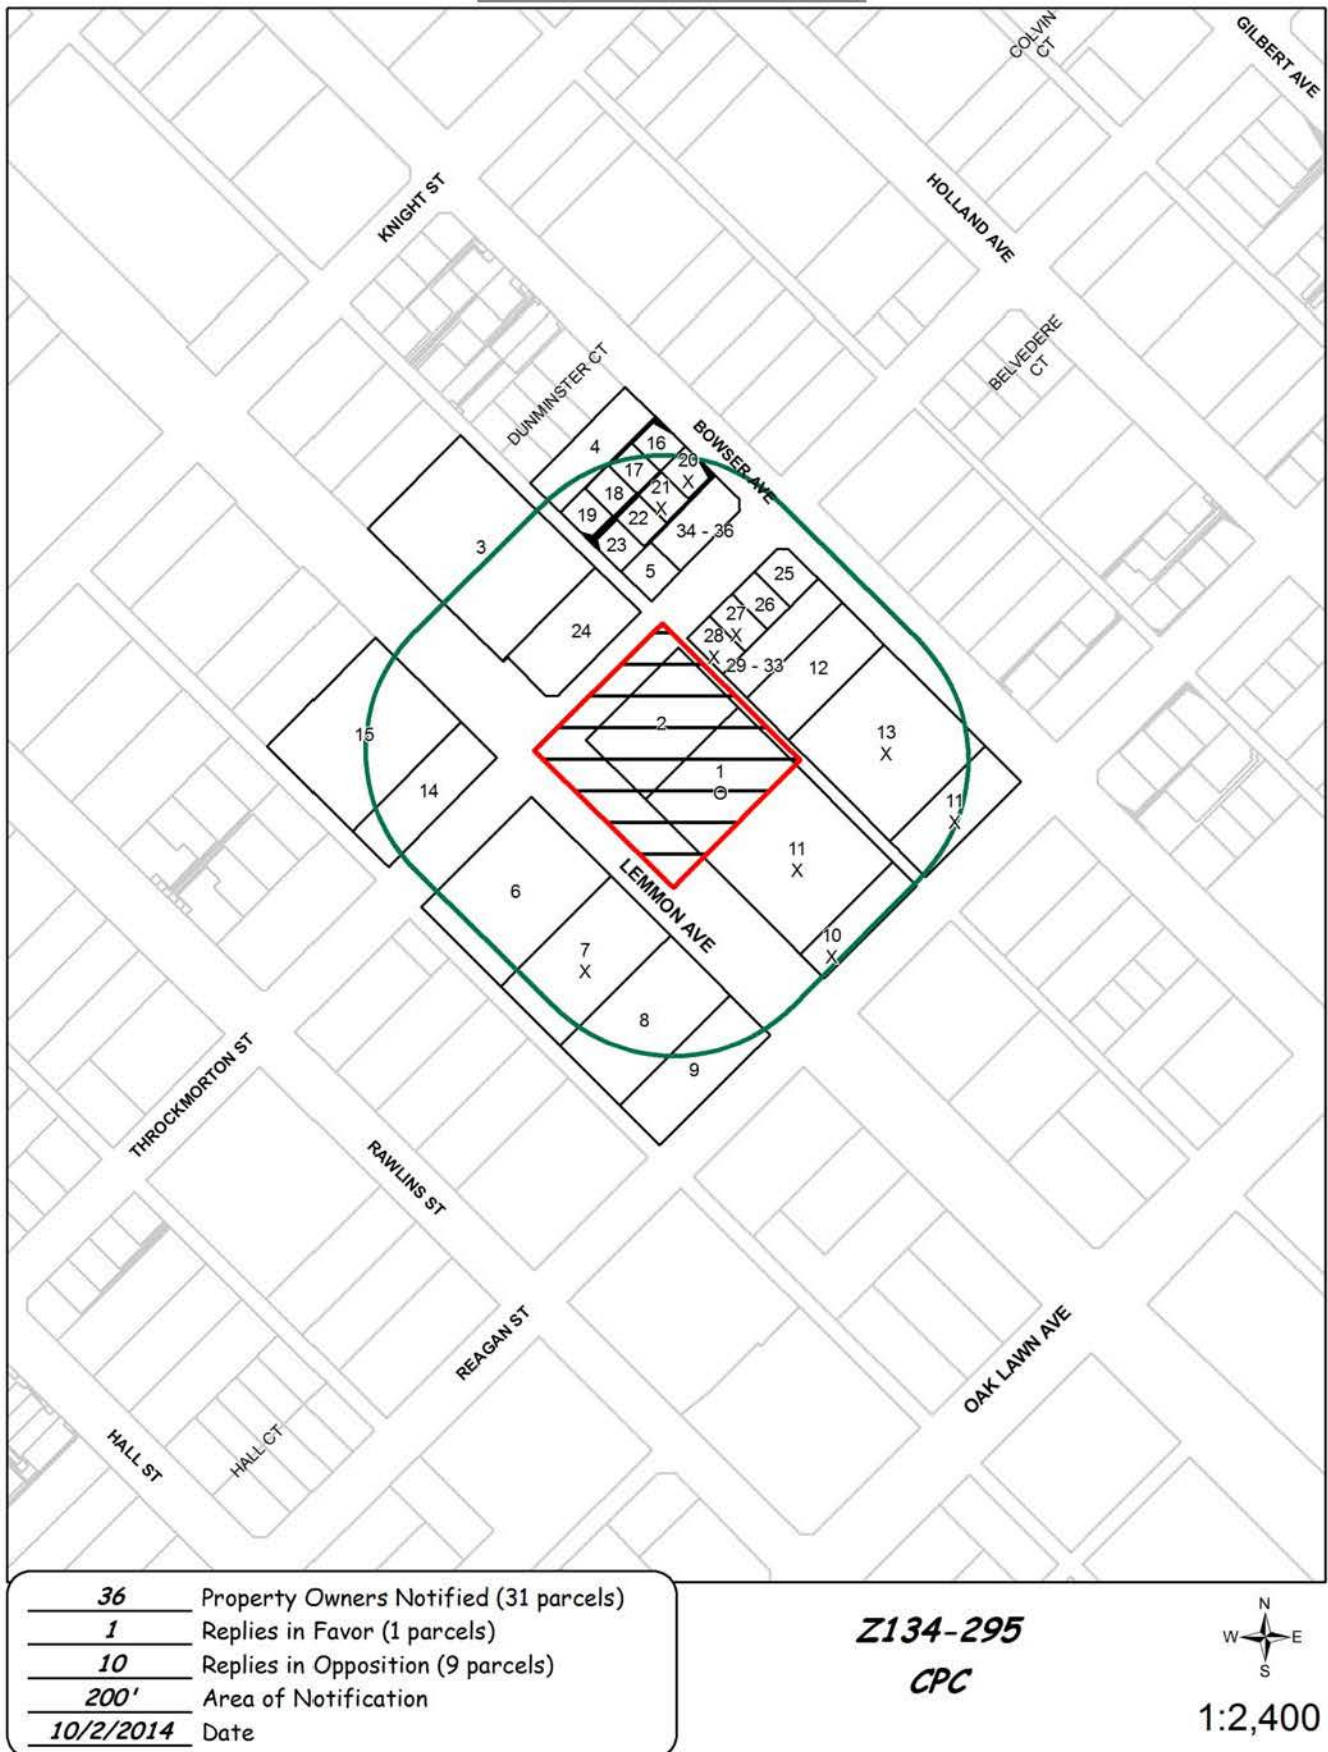 COLVIN
CT
GILBERT AVE
KNIGHT ST
HOLLAND AVE
BELVEDERE
CT
DUNMINSTER CT
BOWSER AVE
4
16
20
X
17
21
X
18
19
22
34 - 36
23
3
5
25
26
27
X
24
28
X
29 - 33
12
2
15
13
X
1
14
11
X
11
X
6
LEMMON AVE
10
X
7
X
8
9
THROCKMORTON ST
RAWLINS ST
REAGAN ST
OAK LAWN AVE
HALL ST
HALL CT
36 Property Owners Notified (31 parcels)
1 Replies in Favor (1 parcels)
10 Replies in Opposition (9 parcels)
200' Area of Notification
10/2/2014 Date
Z134-295
CPC
N
W E
S
1:2,400